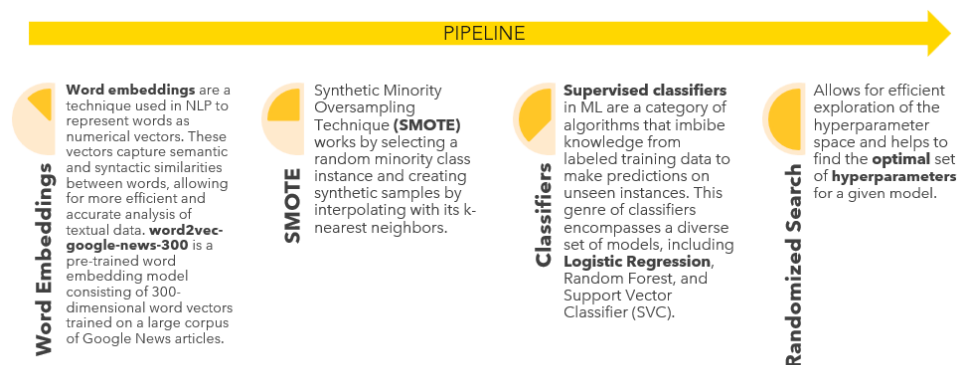 PIPELINE
Word Embeddings
Word embeddings are a
technique used in NLP to
represent words as
numerical vectors. These
vectors capture semantic
and syntactic similarities
between words, allowing
for more efficient and
accurate analysis of
textual data. word2vec-
google-news-300 is a
pre-trained word
embedding model
consisting of 300-
dimensional word vectors
trained on a large corpus
of Google News articles.
SMOTE
Synthetic Minority
Oversampling
Technique (SMOTE)
works by selecting a
random minority class
instance and creating
synthetic samples by
interpolating with its k-
nearest neighbors.
Classifiers
Supervised classifiers
in ML are a category of
algorithms that imbibe
knowledge from
labeled training data to
make predictions on
unseen instances. This
genre of classifiers
encompasses a diverse
set of models, including
Logistic Regression,
Random Forest, and
Support Vector
Classifier (SVC).
Randomized Search
Allows for efficient
exploration of the
hyperparameter
space and helps to
find the optimal set
of hyperparameters
for a given model.